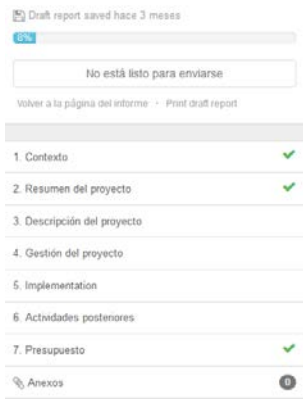 Draft report saved hace 3 meses
6%
No está listo para enviarse
Volver a la página del informe · Print draft report
1. Contexto
2. Resumen del proyecto
3. Descripción del proyecto
4. Gestión del proyecto
5. Implementation
6. Actividades posteriores
7. Presupuesto
Anexos 0